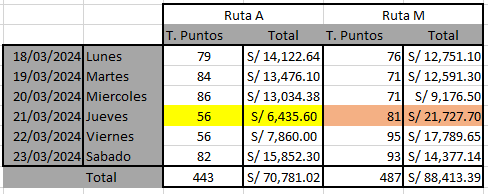 Ruta A Ruta M
T. Puntos Total T. Puntos Total
18/03/2024 Lunes 79 S/ 14,122.64 76 S/ 12,751.10
19/03/2024 Martes 84 S/ 13,476.10 71 S/ 12,591.30
20/03/2024 Miercoles 86 S/ 13,034.38 71 S/ 9,176.50
21/03/2024 Jueves 56 S/ 6,435.60 81 S/ 21,727.70
22/03/2024 Viernes 56 S/ 7,860.00 95 S/ 17,789.65
23/03/2024 Sabado 82 S/ 15,852.30 93 S/ 14,377.14
Total 443 S/ 70,781.02 487 S/ 88,413.39